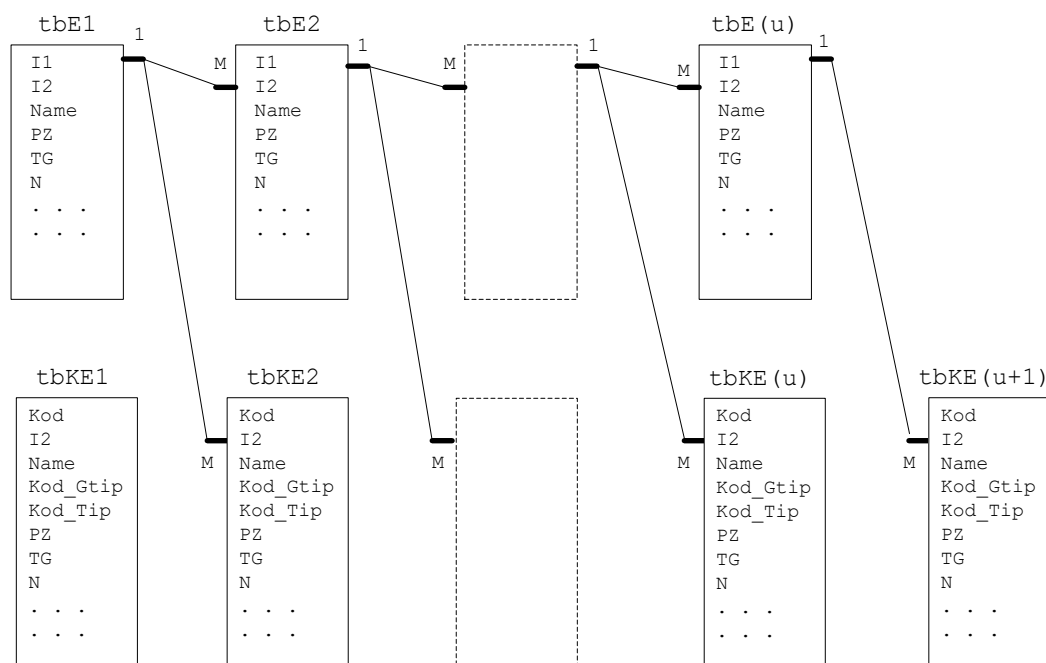 tbE1
1
I1
I2
Name
PZ
TG
N
. . .
. . .
M
tbE2
1
I1
I2
Name
PZ
TG
N
. . .
. . .
M
1
M
tbE(u)
1
I1
I2
Name
PZ
TG
N
. . .
. . .
tbKE1
Kod
I2
Name
Kod_Gtip
Kod_Tip
PZ
TG
N
. . .
. . .
M
tbKE2
Kod
I2
Name
Kod_Gtip
Kod_Tip
PZ
TG
N
. . .
. . .
M
M
tbKE(u)
Kod
I2
Name
Kod_Gtip
Kod_Tip
PZ
TG
N
. . .
. . .
M
tbKE(u+1)
Kod
I2
Name
Kod_Gtip
Kod_Tip
PZ
TG
N
. . .
. . .